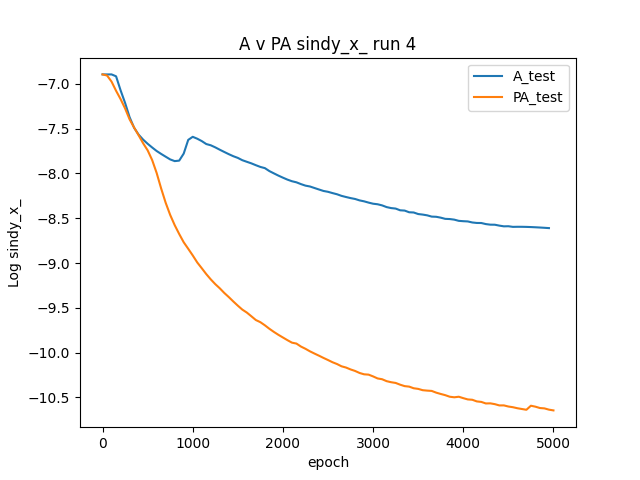 A v PA sindy_x_ run 4
A_test
PA_test
−7.0
−7.5
−8.0
−8.5
−9.0
−9.5
−10.0
−10.5
Log sindy_x_
0 1000 2000 3000 4000 5000
epoch